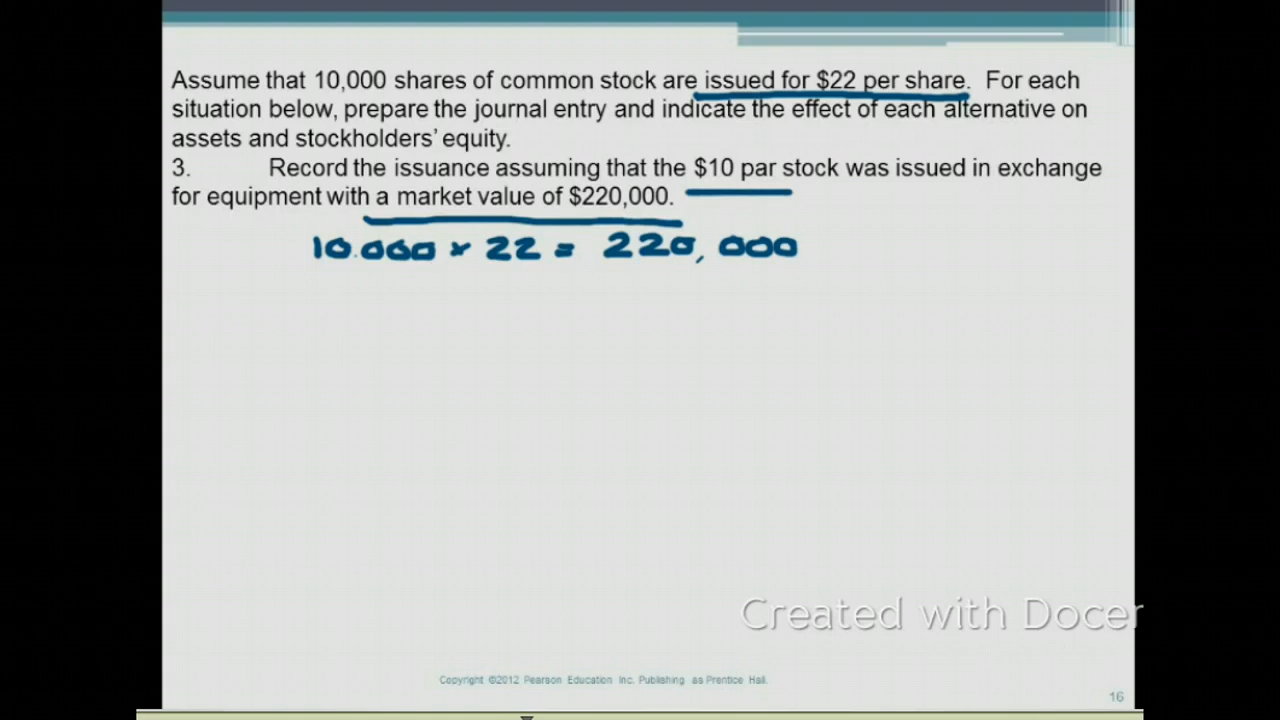 Assume that 10,000 shares of common stock are issued for $22 per share. For each
situation below, prepare the journal entry and indicate the effect of each alternative on
assets and stockholders' equity.
3. Record the issuance assuming that the $10 par stock was issued in exchange
for equipment with a market value of $220,000.
10.000 × 22 = 220, 000
Created with Docer
Copyright ©2012 Pearson Education Inc. Publishing as Prentice Hall.
16